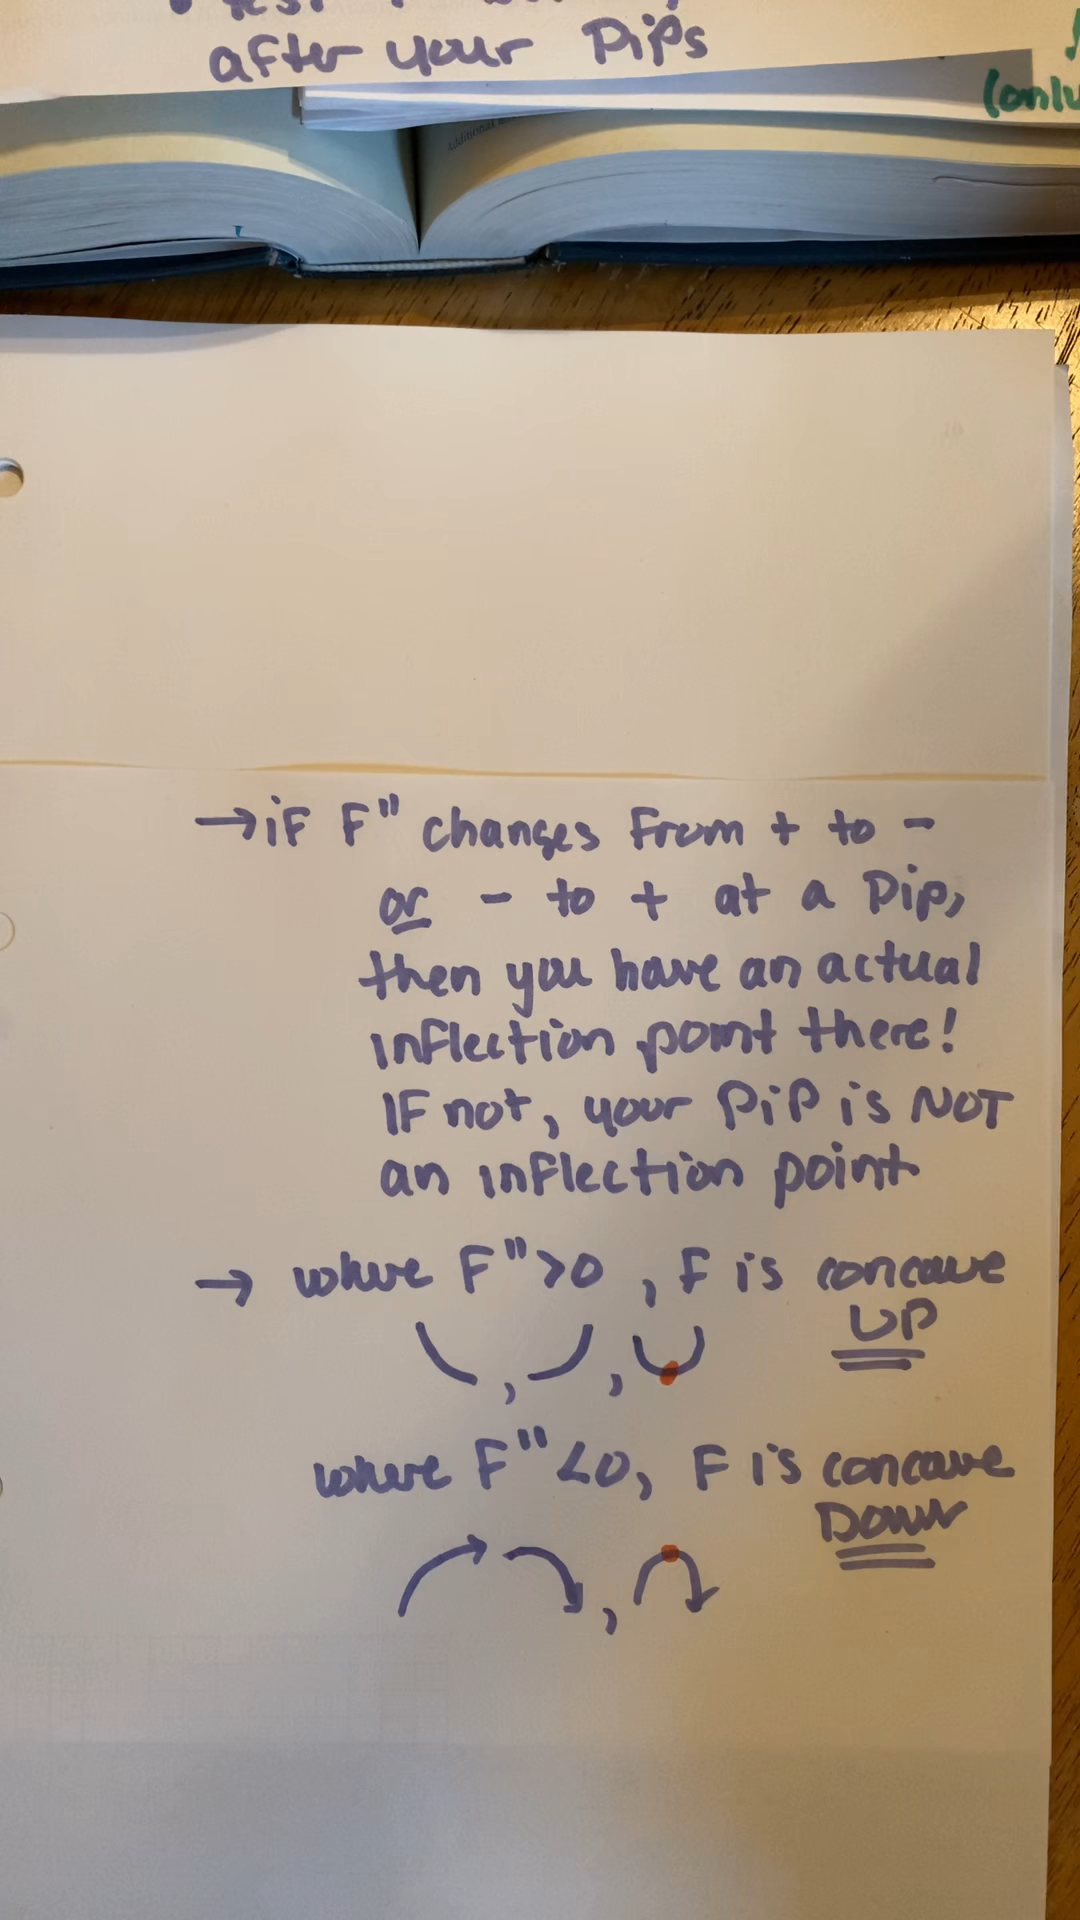 after your Pips
(only
Additional
→ if F" changes from + to -
or - to + at a Pip,
then you have an actual
inflection point there!
IF not, your PiP is NOT
an inflection point
→ where F">0, F is concave
UP
, ,
where F"<0, F is concave
DOWN
,